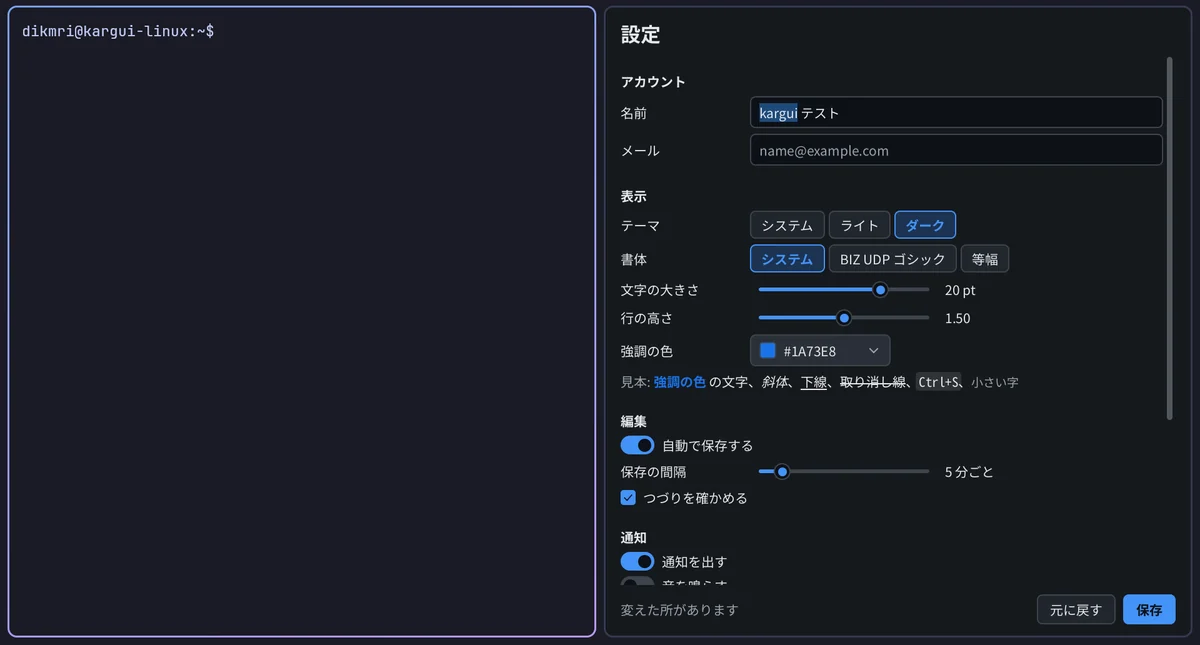 dikmri@kargui-linux:~$
設定
アカウント
名前
kargui テスト
メール
name@example.com
表示
テーマ
システム ライト ダーク
書体
システム BIZ UDP ゴシック 等幅
文字の大きさ 20 pt
行の高さ 1.50
強調の色 #1A73E8
見本: 強調の色 の文字、斜体、下線、取り消し線、Ctrl+S、小さい字
編集
自動で保存する
保存の間隔 5 分ごと
つづりを確かめる
通知
通知を出す
音を鳴らす
変えた所があります
元に戻す 保存